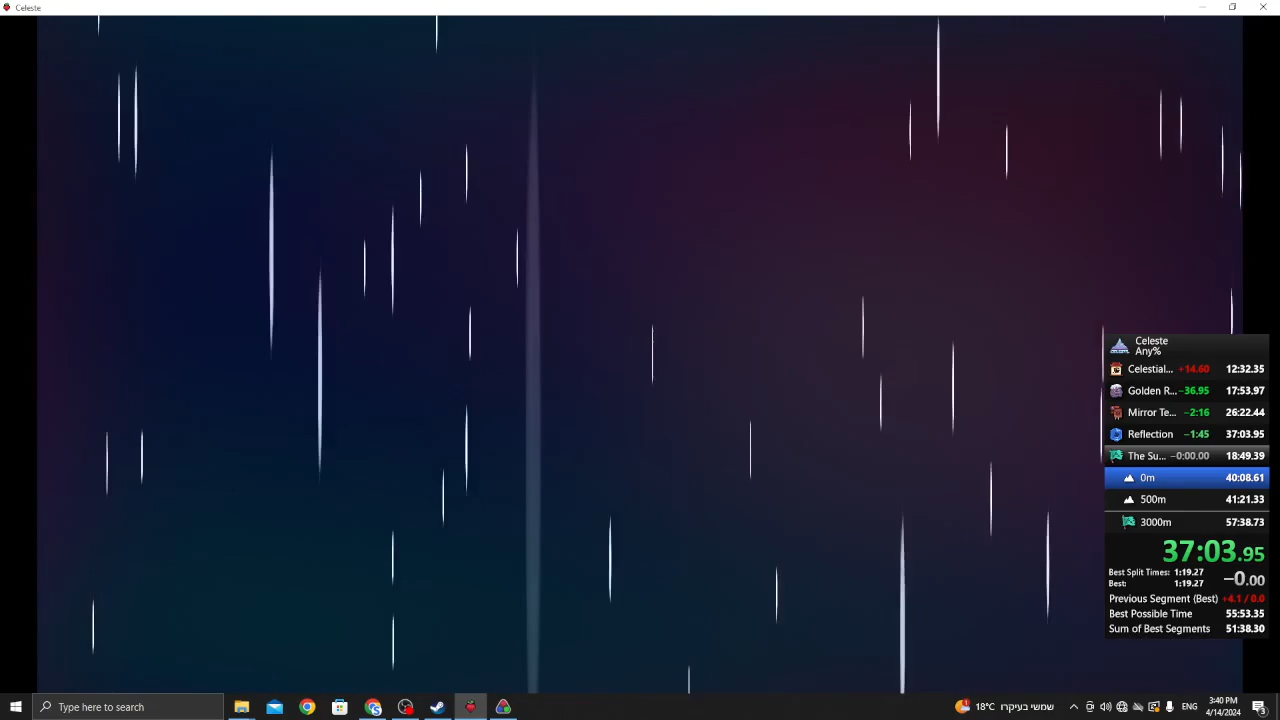 Celeste
Celeste
Any%
Celestial... +14.60 12:32.35
Golden R... −36.95 17:53.97
Mirror Te... −2:16 26:22.44
Reflection −1:45 37:03.95
The Su... −0:00.00 18:49.39
0m 40:08.61
500m 41:21.33
3000m 57:38.73
37:03.95
Best Split Times: 1:19.27
Best: 1:19.27
−0.00
Previous Segment (Best) +4.1 / 0.0
Best Possible Time 55:53.35
Sum of Best Segments 51:38.30
Type here to search
18°C שמשי בעיקרו
ENG
3:40 PM
4/14/2024
3